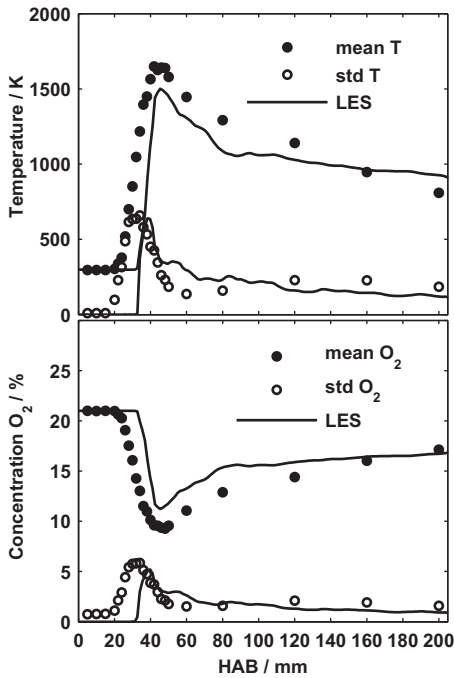 2000
mean T
std T
1500
LES
Temperature / K
1000
500
0
25
mean O₂
std O₂
20
LES
Concentration O₂ / %
15
10
5
0
0 20 40 60 80 100 120 140 160 180 200
HAB / mm